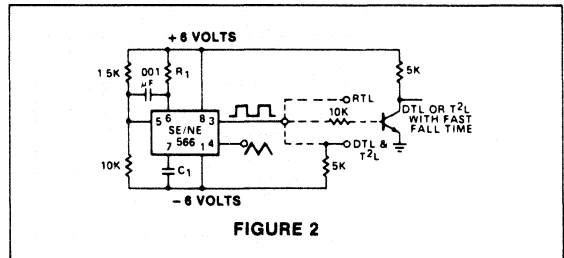 + 6 VOLTS
1 5K
.001
μF
R1
5K
RTL
10K
DTL OR T2L
WITH FAST
FALL TIME
5 6 8 3
SE/NE
566
7 1 4
10K
C1
DTL &
T2L
5K
− 6 VOLTS
FIGURE 2